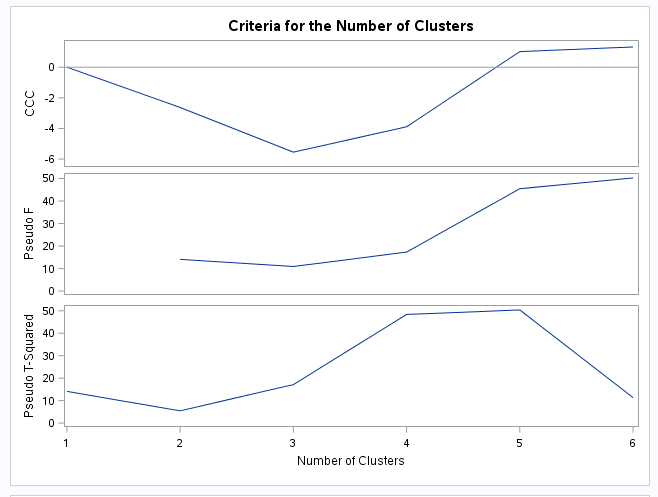 Criteria for the Number of Clusters
CCC
0
-2
-4
-6
Pseudo F
50
40
30
20
10
0
Pseudo T-Squared
50
40
30
20
10
0
1 2 3 4 5 6
Number of Clusters